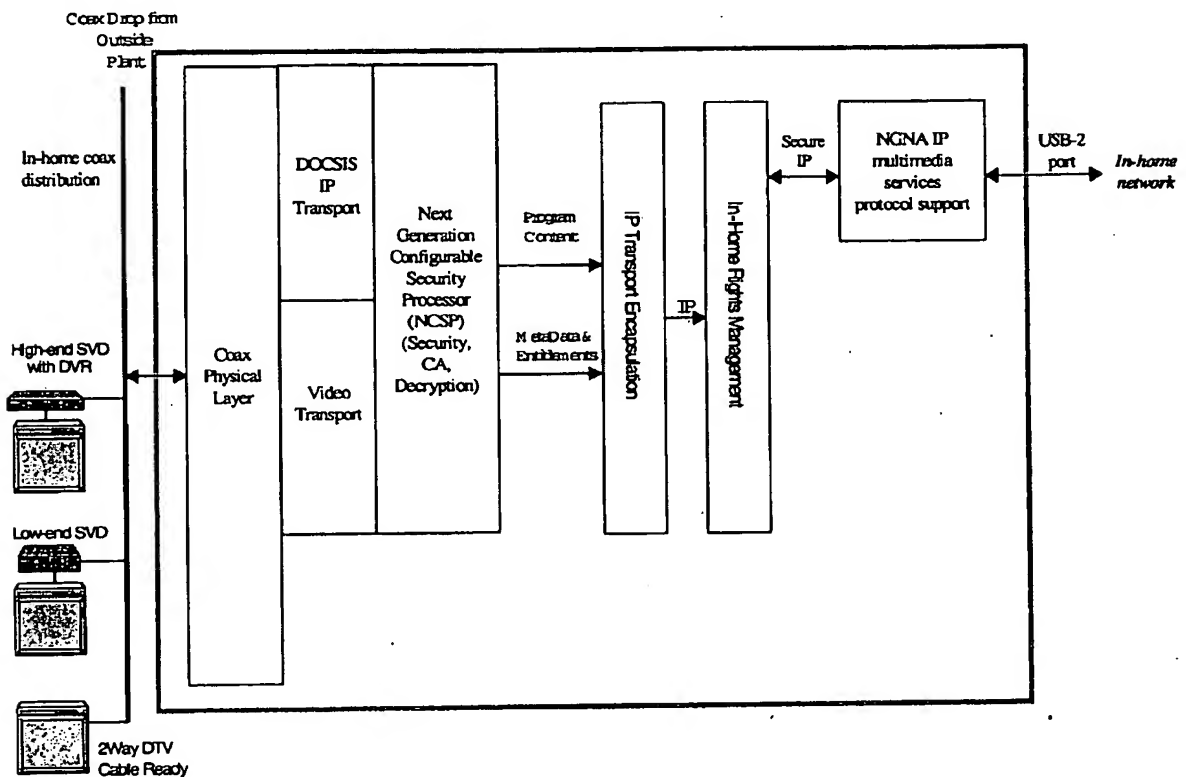 Coax Drop from
Outside
Plant
In-home coax
distribution
High-end SVD
with DVR
Low-end SVD
2Way DTV
Cable Ready
Coax
Physical
Layer
DOCSIS
IP
Transport
Video
Transport
Next
Generation
Configurable
Security
Processor
(NCSP)
(Security,
CA,
Decryption)
Program
Content
MetaData &
Entitlements
IP Transport Encapsulation
IP
In-Home Rights Management
Secure
IP
NGNA IP
multimedia
services
protocol support
USB-2
port
In-home
network